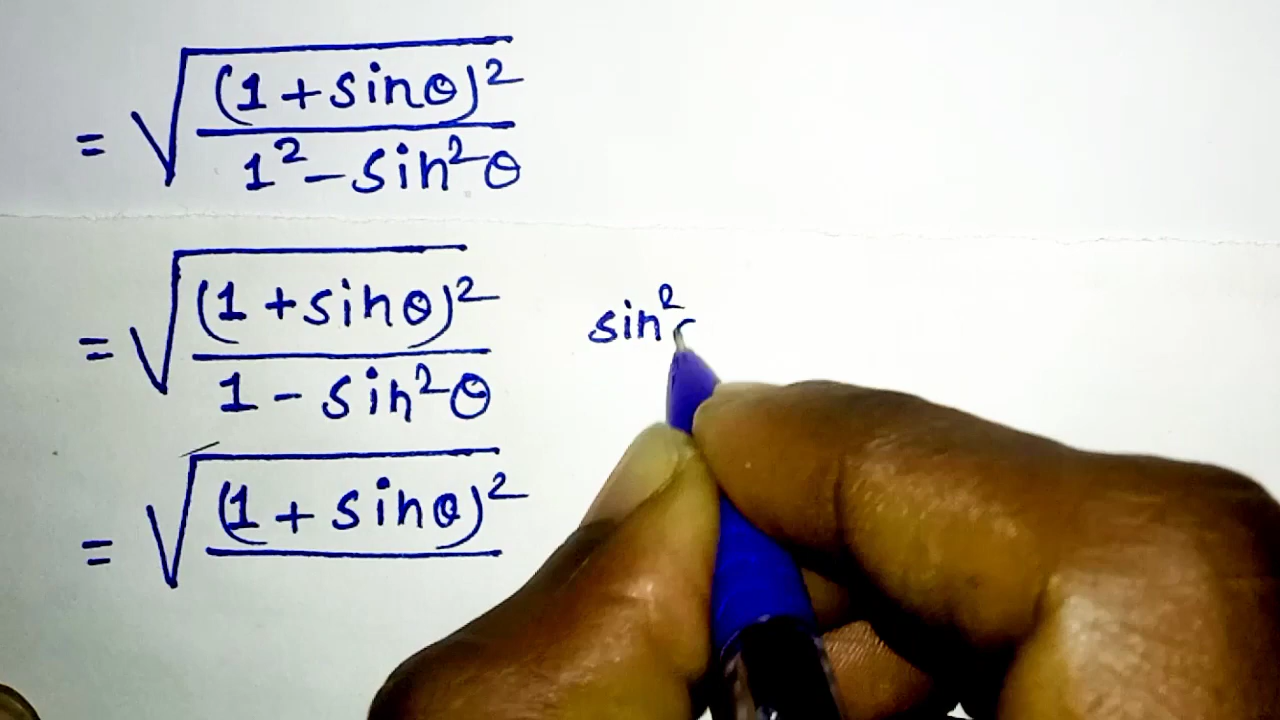 = √((1 + sinθ)² / (1² - sin²θ))
= √((1 + sinθ)² / (1 - sin²θ))
sin²
= √((1 + sinθ)²